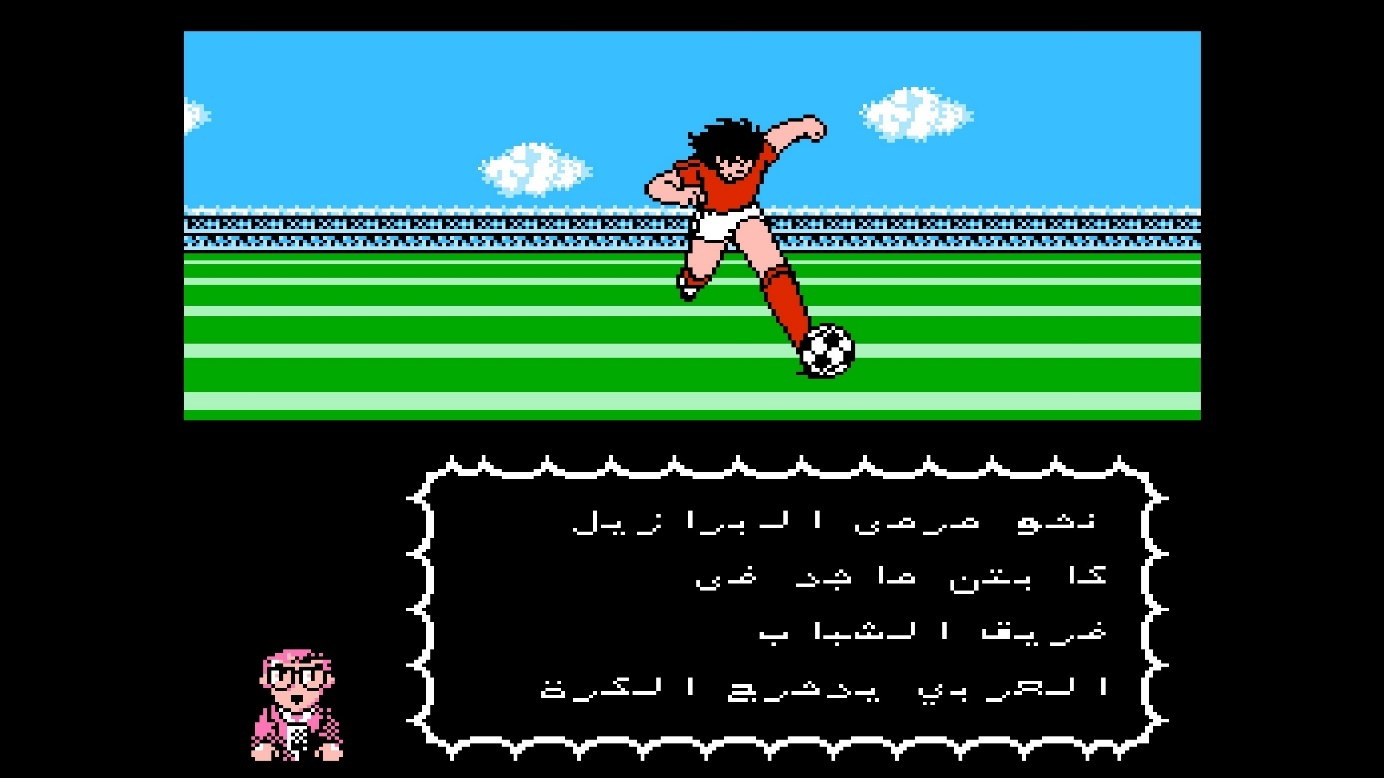 نحو مرمى البرازيل
كابتن ماجد في
فريق الشباب
العربي يدحرج الكرة